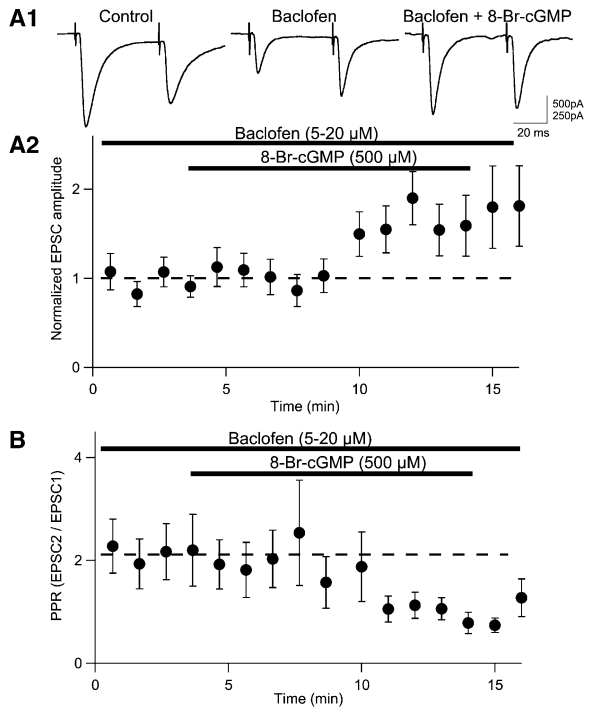 A1
Control
Baclofen
Baclofen + 8-Br-cGMP
500pA
250pA
20 ms
A2
Baclofen (5-20 µM)
8-Br-cGMP (500 µM)
Normalized EPSC amplitude
2
1
0
0
5
10
15
Time (min)
B
Baclofen (5-20 µM)
8-Br-cGMP (500 µM)
PPR (EPSC2 / EPSC1)
4
2
0
0
5
10
15
Time (min)